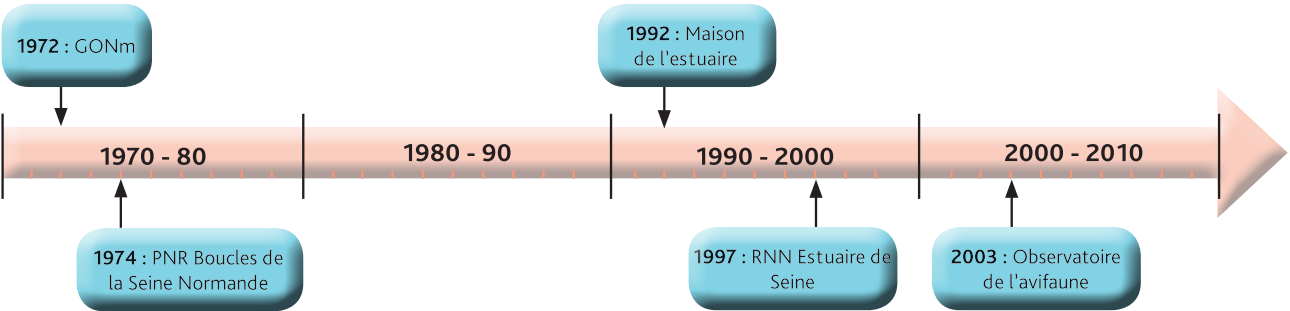 1972 : GONm
1992 : Maison
de l'estuaire
1970 - 80
1980 - 90
1990 - 2000
2000 - 2010
1974 : PNR Boucles de
la Seine Normande
1997 : RNN Estuaire de
Seine
2003 : Observatoire
de l'avifaune